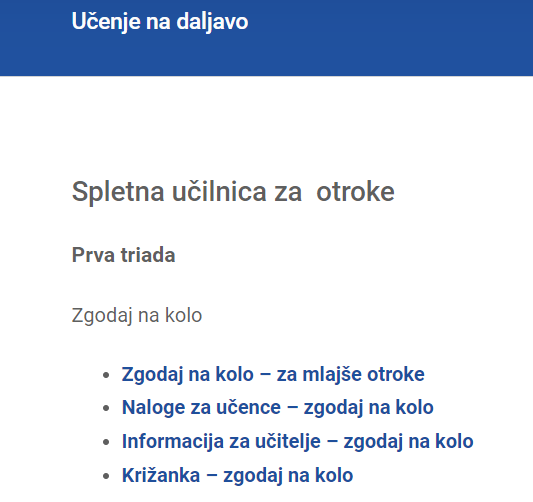 Učenje na daljavo
Spletna učilnica za  otroke
Prva triada
Zgodaj na kolo
Zgodaj na kolo – za mlajše otroke
Naloge za učence – zgodaj na kolo
Informacija za učitelje – zgodaj na kolo
Križanka – zgodaj na kolo